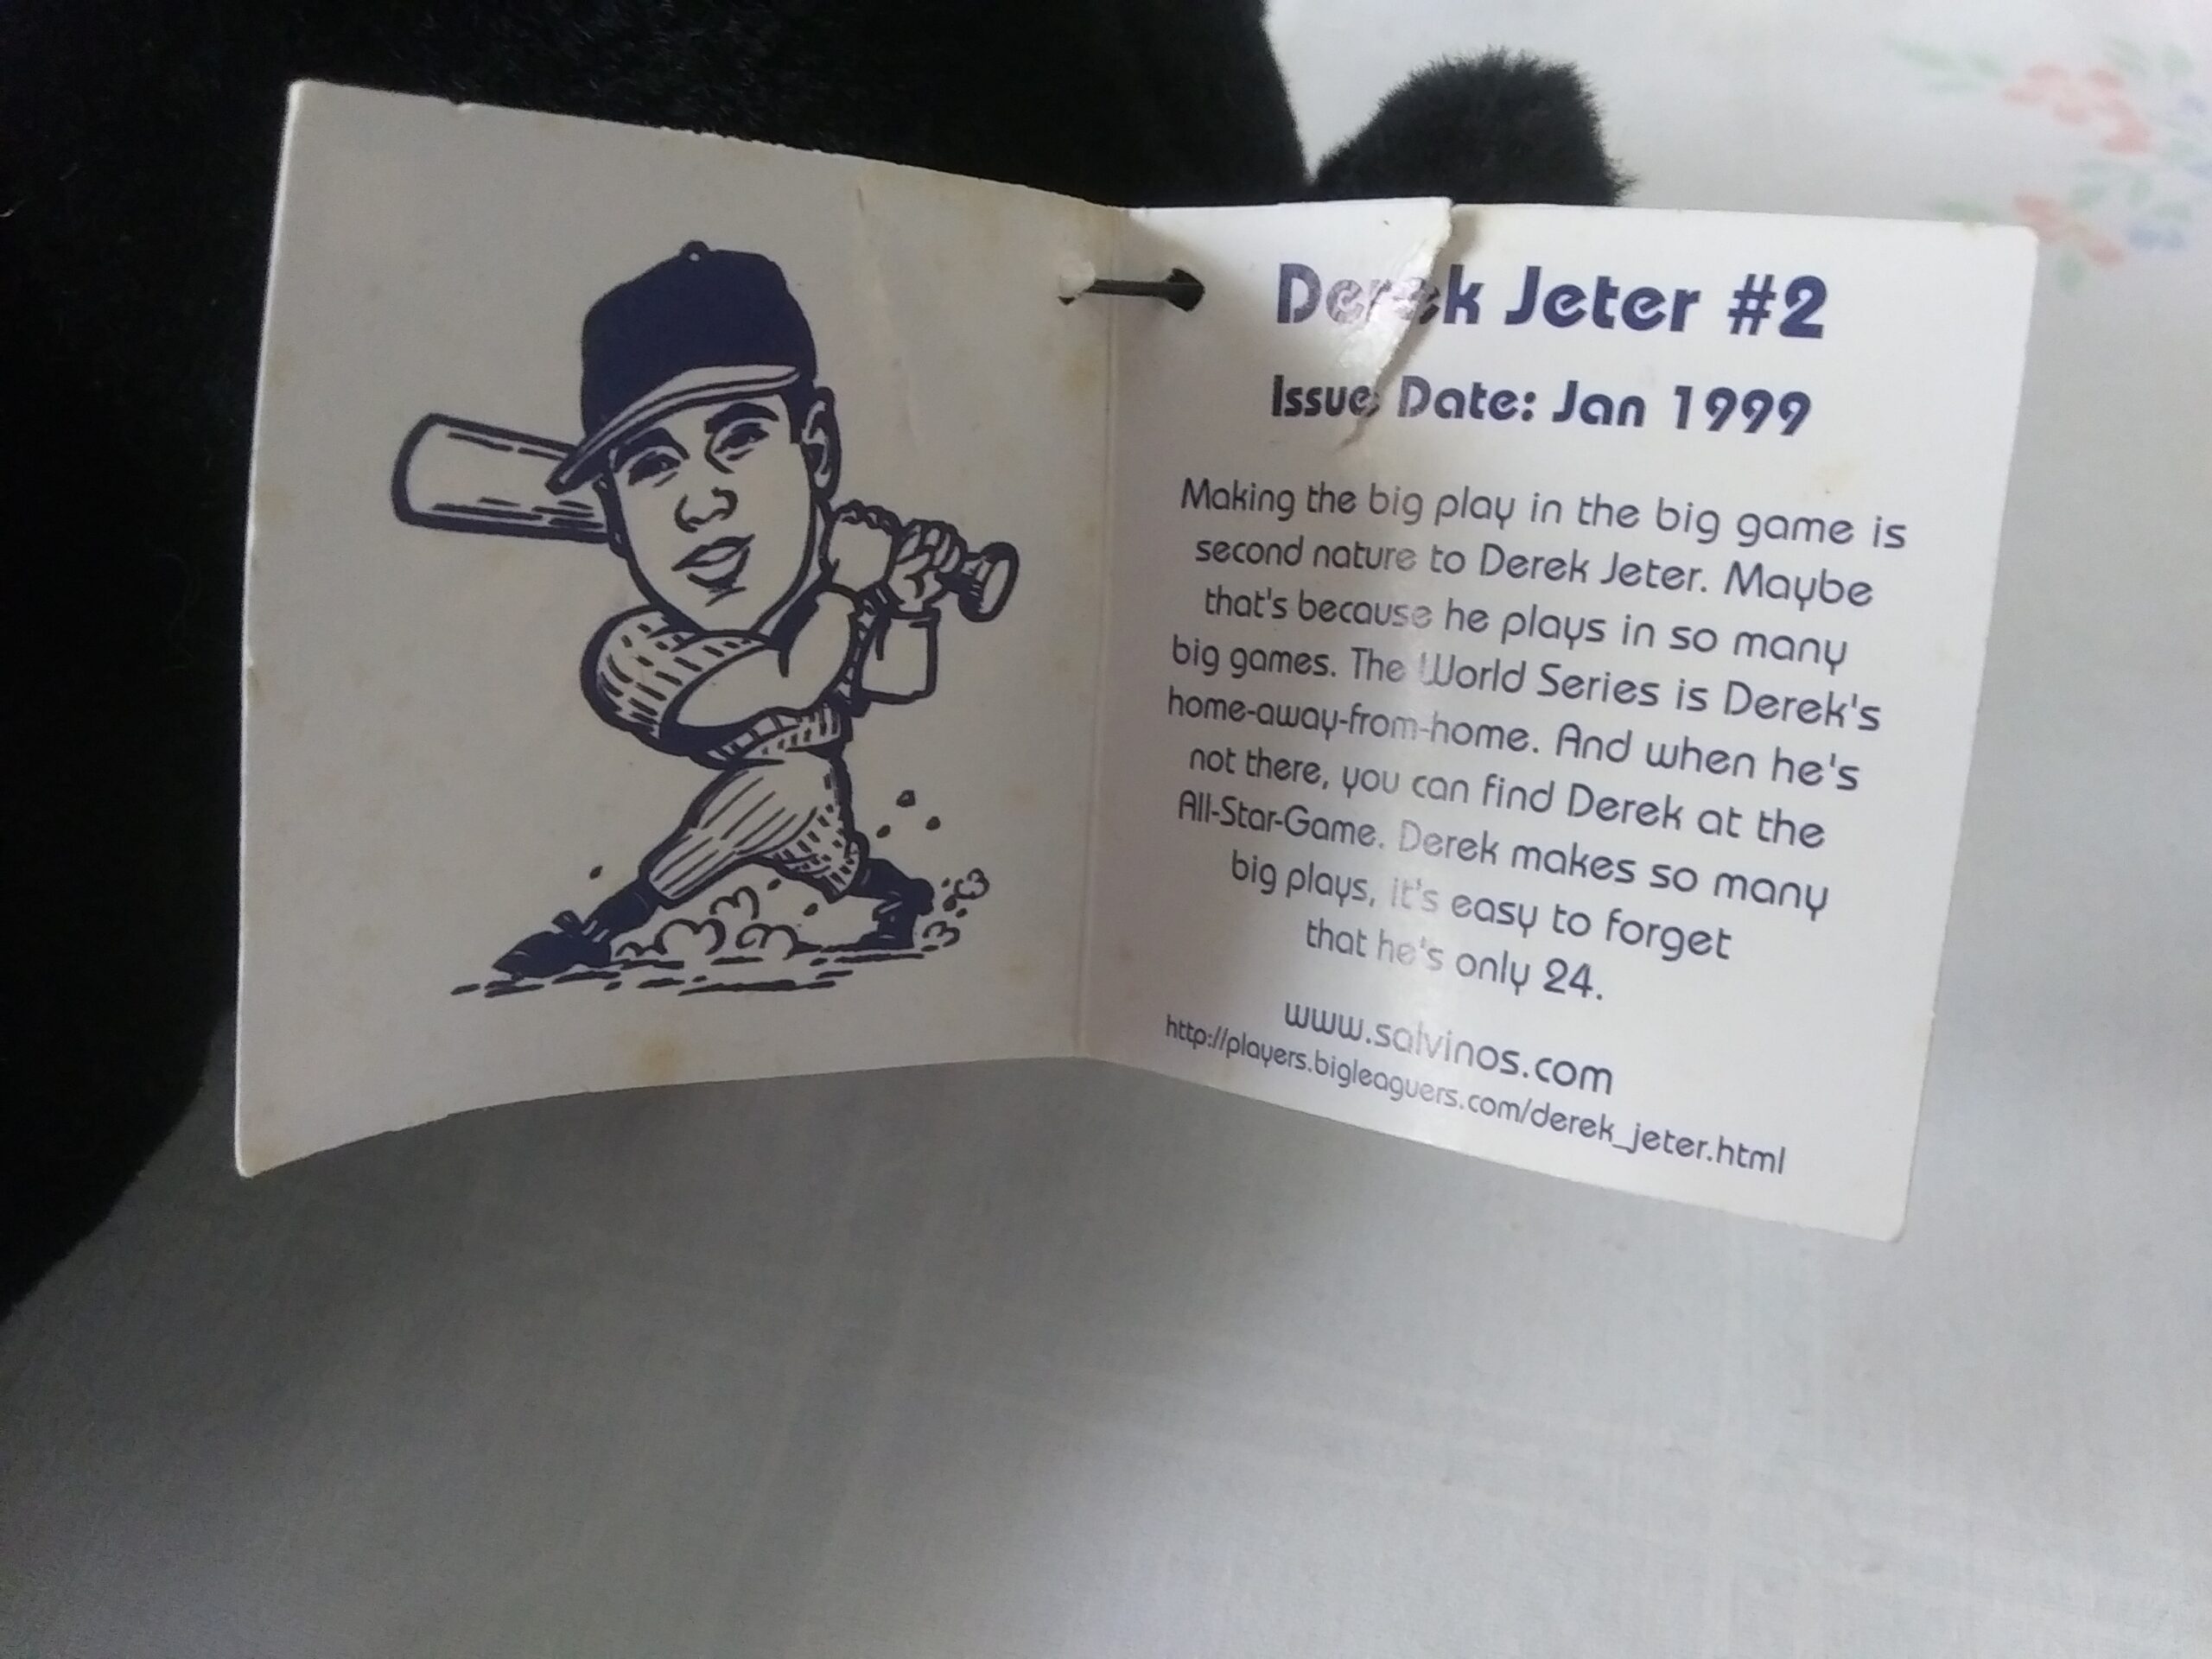 Derek Jeter #2
Issue Date: Jan 1999
Making the big play in the big game is
second nature to Derek Jeter. Maybe
that's because he plays in so many
big games. The World Series is Derek's
home-away-from-home. And when he's
not there, you can find Derek at the
All-Star-Game. Derek makes so many
big plays, it's easy to forget
that he's only 24.
www.salvinos.com
http://players.bigleaguers.com/derek_jeter.html